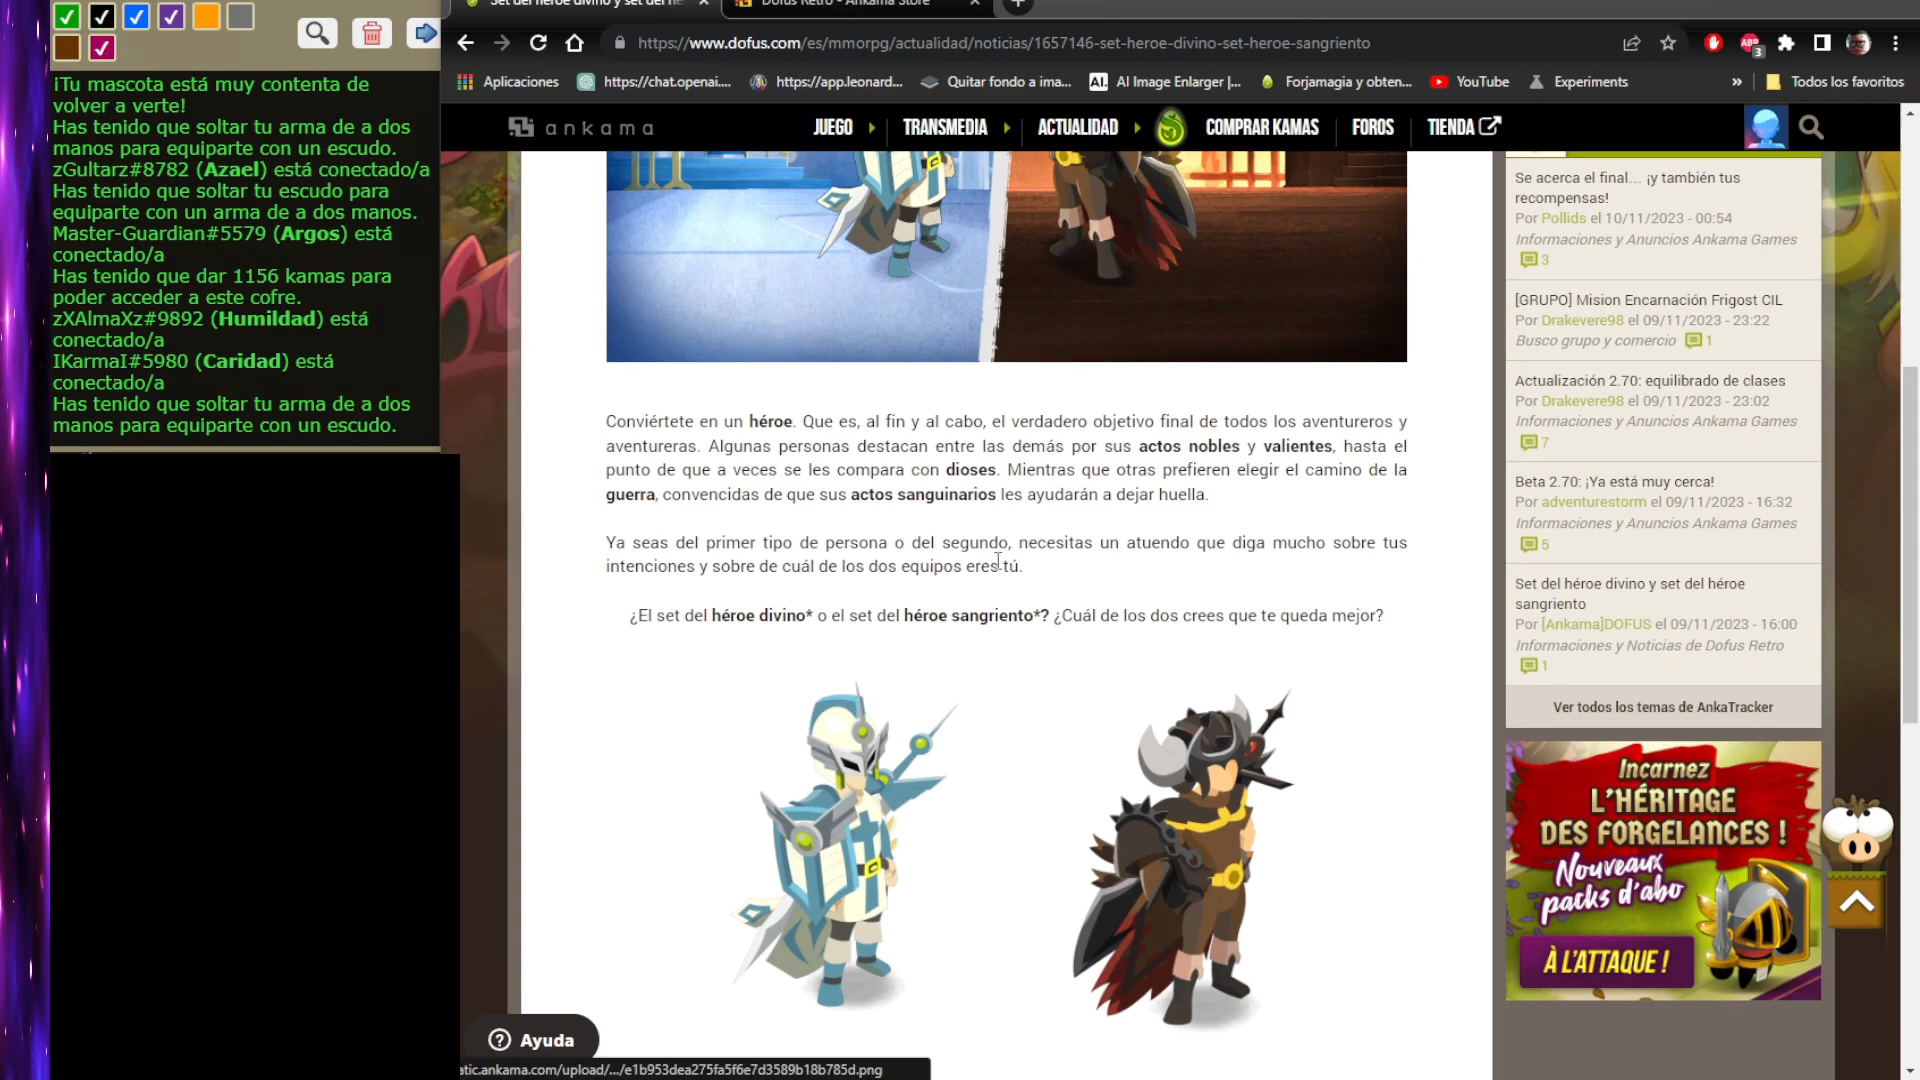 ¡Tu mascota está muy contenta de
volver a verte!
Has tenido que soltar tu arma de a dos
manos para equiparte con un escudo.
zGultarz#8782 (Azael) está conectado/a
Has tenido que soltar tu escudo para
equiparte con un arma de a dos manos.
Master-Guardian#5579 (Argos) está
conectado/a
Has tenido que dar 1156 kamas para
poder acceder a este cofre.
zXAlmaXz#9892 (Humildad) está
conectado/a
IKarmaI#5980 (Caridad) está
conectado/a
Has tenido que soltar tu arma de a dos
manos para equiparte con un escudo.
Set del héroe divino y set del hé
Dofus Retro - Ankama Store
https://www.dofus.com/es/mmorpg/actualidad/noticias/1657146-set-heroe-divino-set-heroe-sangriento
ABP 3
Aplicaciones
https://chat.openai....
https://app.leonard...
Quitar fondo a ima...
AI.
AI Image Enlarger |...
Forjamagia y obten...
YouTube
Experiments
»
Todos los favoritos
ankama
JUEGO
TRANSMEDIA
ACTUALIDAD
COMPRAR KAMAS
FOROS
TIENDA
Conviértete en un héroe. Que es, al fin y al cabo, el verdadero objetivo final de todos los aventureros y
aventureras. Algunas personas destacan entre las demás por sus actos nobles y valientes, hasta el
punto de que a veces se les compara con dioses. Mientras que otras prefieren elegir el camino de la
guerra, convencidas de que sus actos sanguinarios les ayudarán a dejar huella.
Ya seas del primer tipo de persona o del segundo, necesitas un atuendo que diga mucho sobre tus
intenciones y sobre de cuál de los dos equipos eres tú.
¿El set del héroe divino* o el set del héroe sangriento*? ¿Cuál de los dos crees que te queda mejor?
Se acerca el final... ¡y también tus
recompensas!
Por Pollids el 10/11/2023 - 00:54
Informaciones y Anuncios Ankama Games
3
[GRUPO] Mision Encarnación Frigost CIL
Por Drakevere98 el 09/11/2023 - 23:22
Busco grupo y comercio 1
Actualización 2.70: equilibrado de clases
Por Drakevere98 el 09/11/2023 - 23:02
Informaciones y Anuncios Ankama Games
7
Beta 2.70: ¡Ya está muy cerca!
Por adventurestorm el 09/11/2023 - 16:32
Informaciones y Anuncios Ankama Games
5
Set del héroe divino y set del héroe
sangriento
Por [Ankama]DOFUS el 09/11/2023 - 16:00
Informaciones y Noticias de Dofus Retro
1
Ver todos los temas de AnkaTracker
Incarnez
L'HÉRITAGE
DES FORGELANCES !
Nouveaux
packs d'abo
À L'ATTAQUE !
? Ayuda
atic.ankama.com/upload/.../e1b953dea275fa5f6e7d3589b18b785d.png